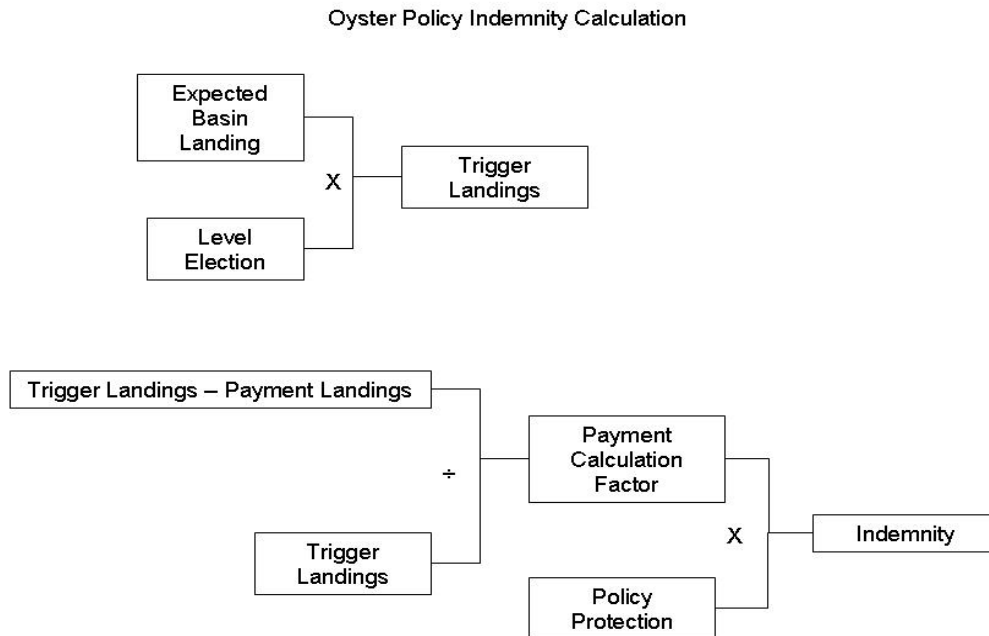 Oyster Policy Indemnity Calculation
Expected
Basin
Landing
X
Trigger
Landings
Level
Election
Trigger Landings – Payment Landings
Payment
Calculation
Factor
÷
Trigger
Landings
X
Indemnity
Policy
Protection